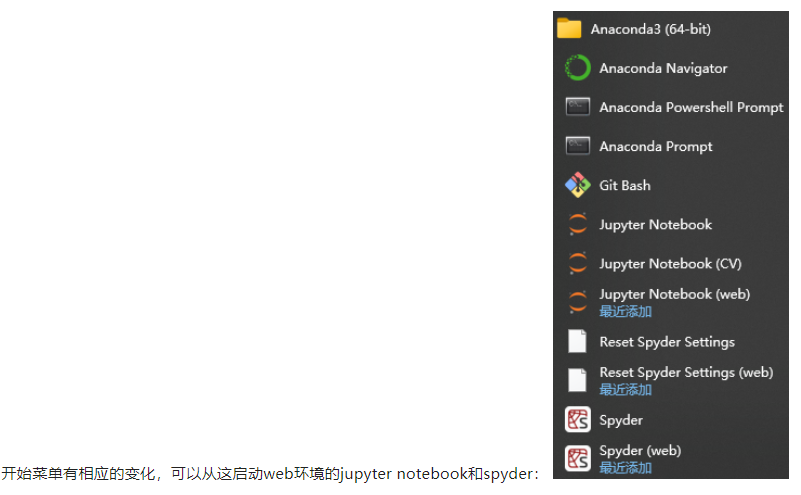 Anaconda3 (64-bit)
Anaconda Navigator
Anaconda Powershell Prompt
Anaconda Prompt
Git Bash
Jupyter Notebook
Jupyter Notebook (CV)
Jupyter Notebook (web)
最近添加
Reset Spyder Settings
Reset Spyder Settings (web)
最近添加
Spyder
Spyder (web)
最近添加
开始菜单有相应的变化，可以从这启动web环境的jupyter notebook和spyder：